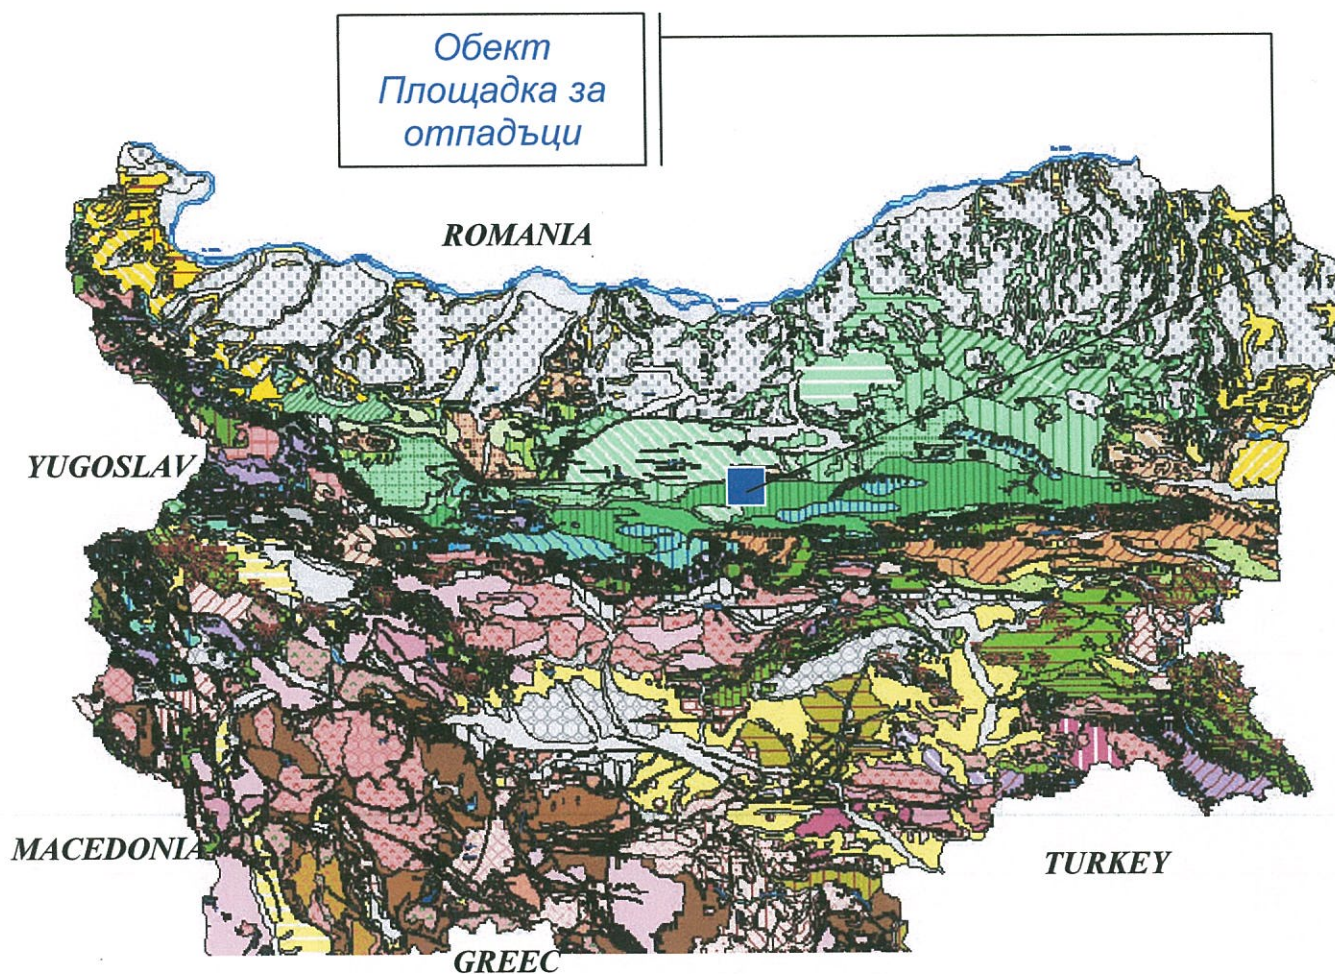 Обект
Площадка за
отпадъци
ROMANIA
YUGOSLAV
MACEDONIA
TURKEY
GREEC